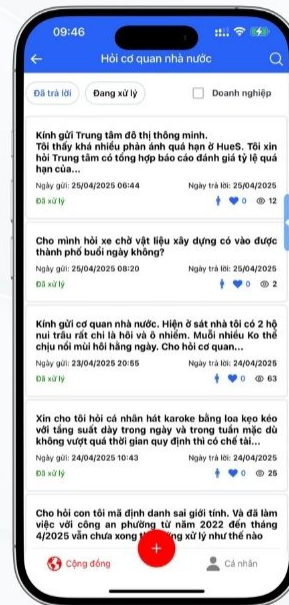 09:46
Hỏi cơ quan nhà nước
Đã trả lời
Đang xử lý
Doanh nghiệp
Kính gửi Trung tâm đô thị thông minh.
Tôi thấy khá nhiều phản ánh quá hạn ở HueS. Tôi xin
hỏi Trung tâm có tổng hợp báo cáo đánh giá tỷ lệ quá
hạn của...
Ngày gửi: 25/04/2025 06:44 Ngày trả lời: 25/04/2025
Đã xử lý 0 12
Cho mình hỏi xe chở vật liệu xây dựng có vào được
thành phố buổi ngày không?
Ngày gửi: 25/04/2025 08:20 Ngày trả lời: 25/04/2025
Đã xử lý 0 2
Kính gửi cơ quan nhà nước. Hiện ở sát nhà tôi có 2 hộ
nui trâu rất chi là hôi và ô nhiễm. Muỗi nhiều Ko thể
chịu nổi mùi hôi hằng ngày. Cho hỏi cơ quan...
Ngày gửi: 23/04/2025 20:55 Ngày trả lời: 24/04/2025
Đã xử lý 0 63
Xin cho tôi hỏi cá nhân hát karoke bằng loa kẹo kéo
với tầng suất dày trong ngày và trong tuần mặc dù
không vượt quá thời gian quy định thì có chế tài...
Ngày gửi: 24/04/2025 10:43 Ngày trả lời: 24/04/2025
Đã xử lý 0 25
Cho hỏi con tôi mã định danh sai giới tính. Và đã làm
việc với công an phường từ năm 2022 đến tháng
4/2025 vẫn chưa xong xử lý như thế nào
Cộng đồng
Cá nhân